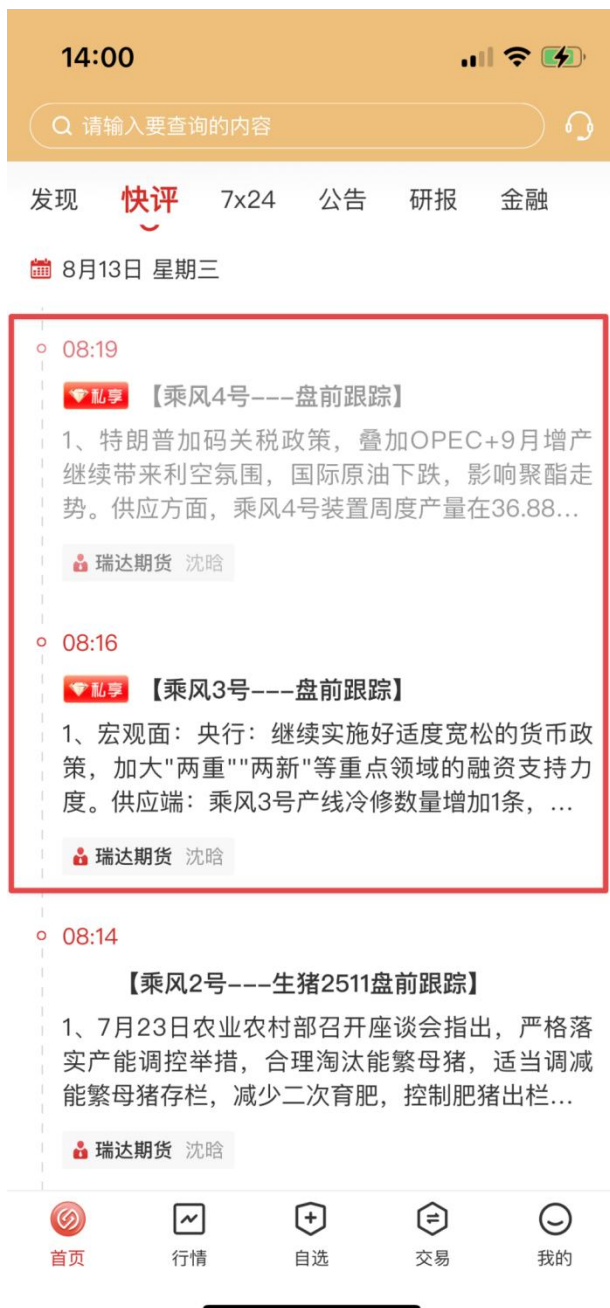 14:00
请输入要查询的内容
发现 快评 7x24 公告 研报 金融
8月13日 星期三
08:19
私享 【乘风4号---盘前跟踪】
1、特朗普加码关税政策，叠加OPEC+9月增产
继续带来利空氛围，国际原油下跌，影响聚酯走
势。供应方面，乘风4号装置周度产量在36.88...
瑞达期货 沈晗
08:16
私享 【乘风3号---盘前跟踪】
1、宏观面：央行：继续实施好适度宽松的货币政
策，加大"两重""两新"等重点领域的融资支持力
度。供应端：乘风3号产线冷修数量增加1条，...
瑞达期货 沈晗
08:14
【乘风2号---生猪2511盘前跟踪】
1、7月23日农业农村部召开座谈会指出，严格落
实产能调控举措，合理淘汰能繁母猪，适当调减
能繁母猪存栏，减少二次育肥，控制肥猪出栏...
瑞达期货 沈晗
首页 行情 自选 交易 我的